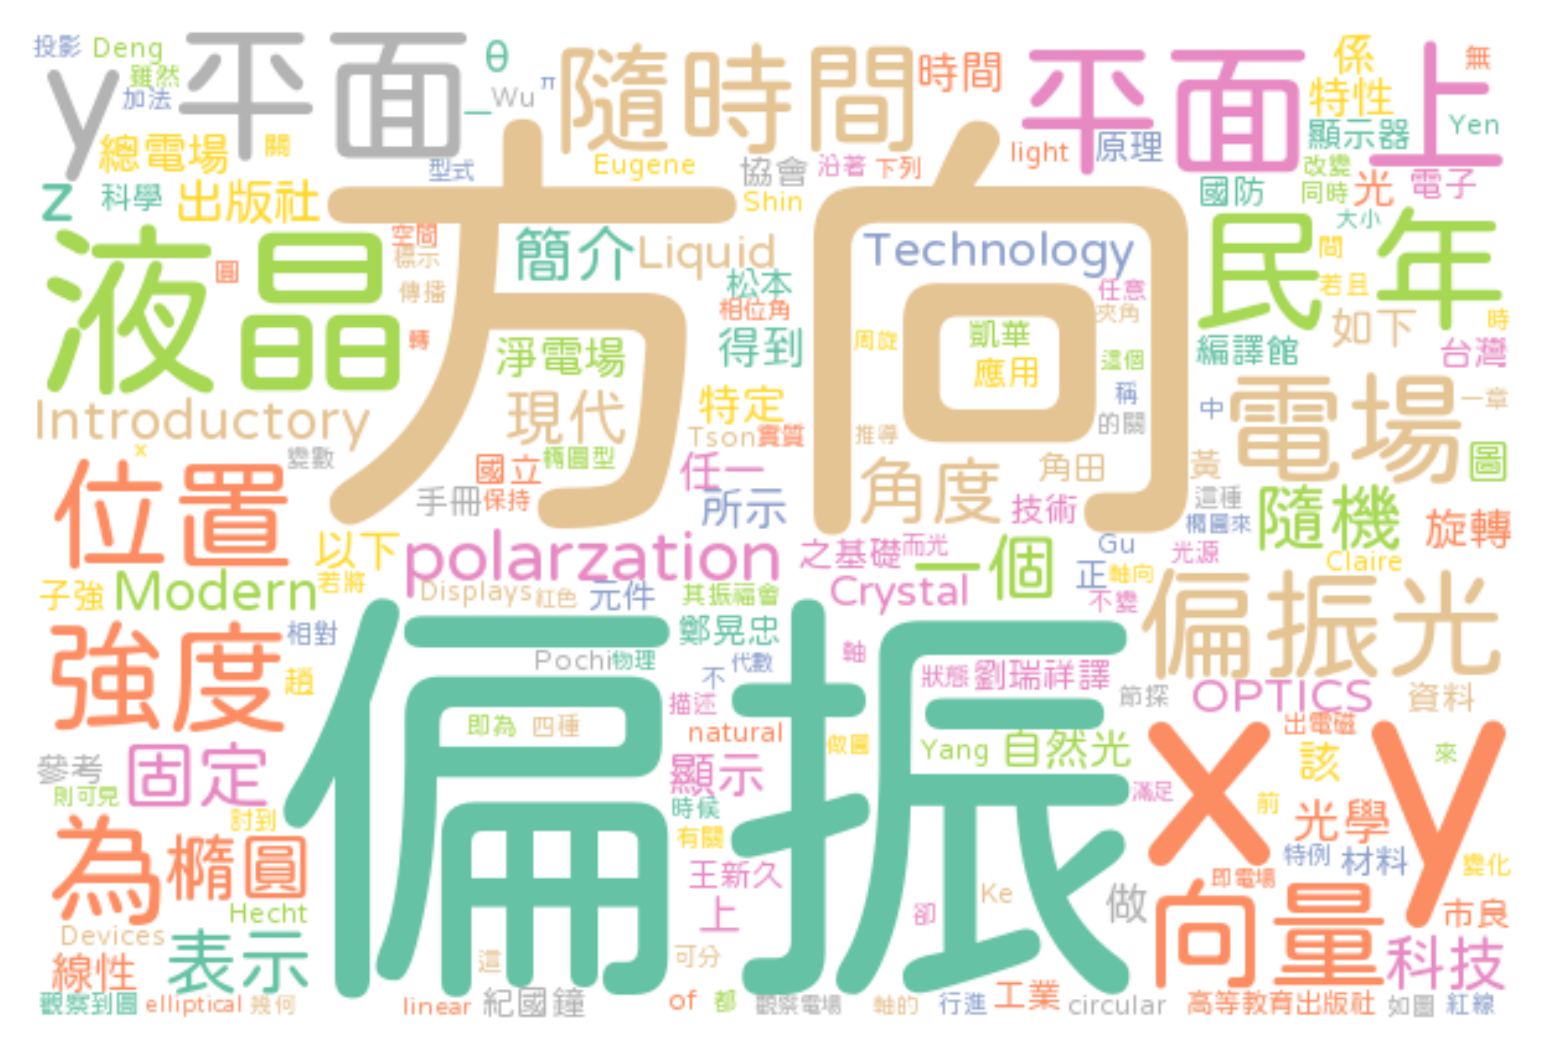 投影
Deng
y平面
θ
隨時間
時間
平面上
係
無
雖然
加法
一
Wu
π
特性
顯示器
Yen
總電場
關
型式
Eugene
協會
沿著
下列
light
原理
改變
z
科學
出版社
方向
Shin
國防
同時
光
電子
大小
液晶
空間
標示
圓
傳播
轉
簡介
Liquid
松本
相位角
Technology
任意
夾角
民年
間
若且
如下
時
淨電場
得到
周旋
凱華
應用
這個
稱
編譯館
台灣
Introductory
x
變數
現代
特定
Tson
實質
推導
的關
中
電場
一章
位置
國立
橢圓型
手冊
保持
任一
所示
角度
角田
技術
黃
這種
圖
橢圓來
隨機
旋轉
以下
polarzation
之基礎
而光
一個
Gu
光源
Claire
子強
Modern
若將
Displays
紅色
元件
其振福會
Crystal
正
軸向
不變
偏振光
強度
相對
趙
偏振
鄭晃忠
Pochi
物理
不
代數
軸
狀態
劉瑞祥譯
節探
OPTICS
資料
描述
即為
四種
natural
做圓
Yang
自然光
出電磁
xy
該
來
參考
固定
則可見
顯示
時候
滿足
前
光學
為
討到
橢圓
有關
王新久
特例
材料
變化
即電場
Hecht
上
卻
Ke
做
向量
市良
Devices
線性
表示
這
可分
科技
觀察到圓
elliptical
幾何
linear
紀國鐘
of
都
觀察電場
軸的
行進
工業
circular
高等教育出版社
如圖
紅線